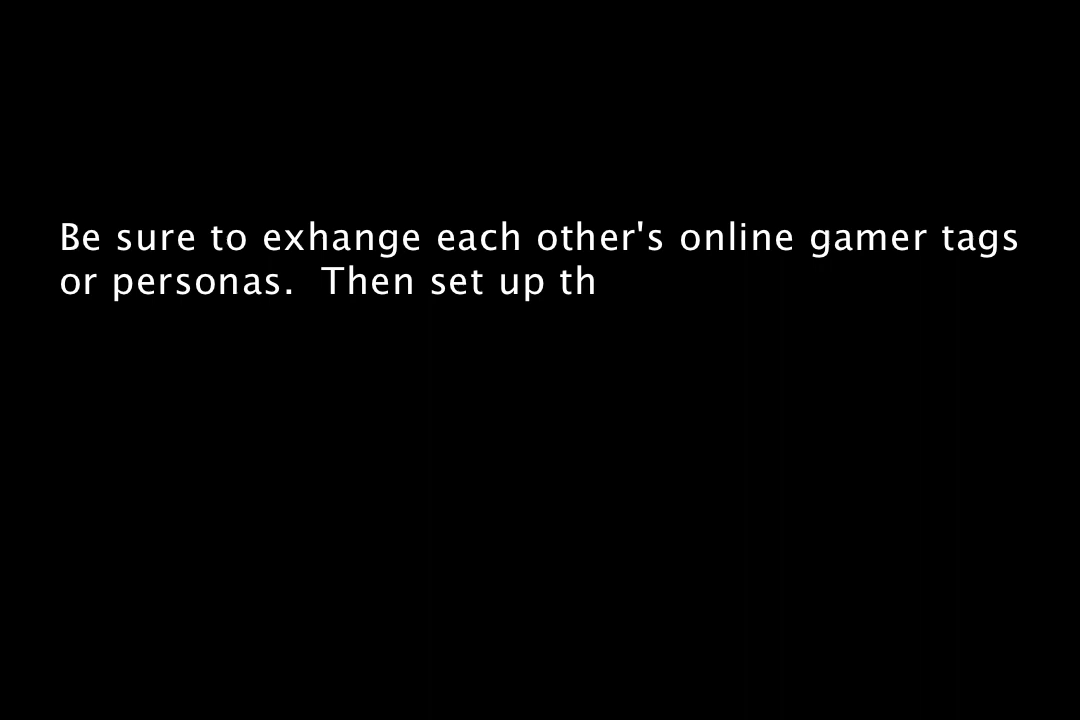 Be sure to exhange each other's online gamer tags
or personas.  Then set up th